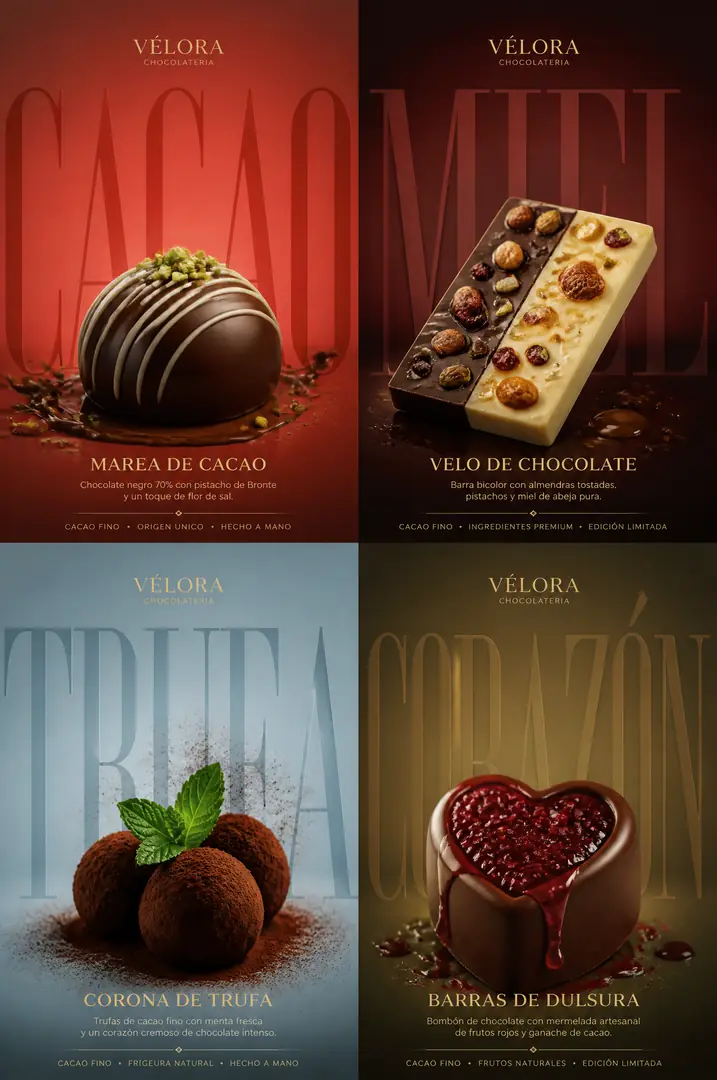 VÉLORA
CHOCOLATERIA
CACAO
MAREA DE CACAO
Chocolate negro 70% con pistacho de Bronte
y un toque de flor de sal.
CACAO FINO • ORIGEN UNICO • HECHO A MANO
VÉLORA
CHOCOLATERIA
MIEL
VELO DE CHOCOLATE
Barra bicolor con almendras tostadas,
pistachos y miel de abeja pura.
CACAO FINO • INGREDIENTES PREMIUM • EDICIÓN LIMITADA
VÉLORA
CHOCOLATERIA
TRUFA
CORONA DE TRUFA
Trufas de cacao fino con menta fresca
y un corazón cremoso de chocolate intenso.
CACAO FINO • FRIGEURA NATURAL • HECHO A MANO
VÉLORA
CHOCOLATERIA
CORAZÓN
BARRAS DE DULSURA
Bombón de chocolate con mermelada artesanal
de frutos rojos y ganache de cacao.
CACAO FINO • FRUTOS NATURALES • EDICIÓN LIMITADA